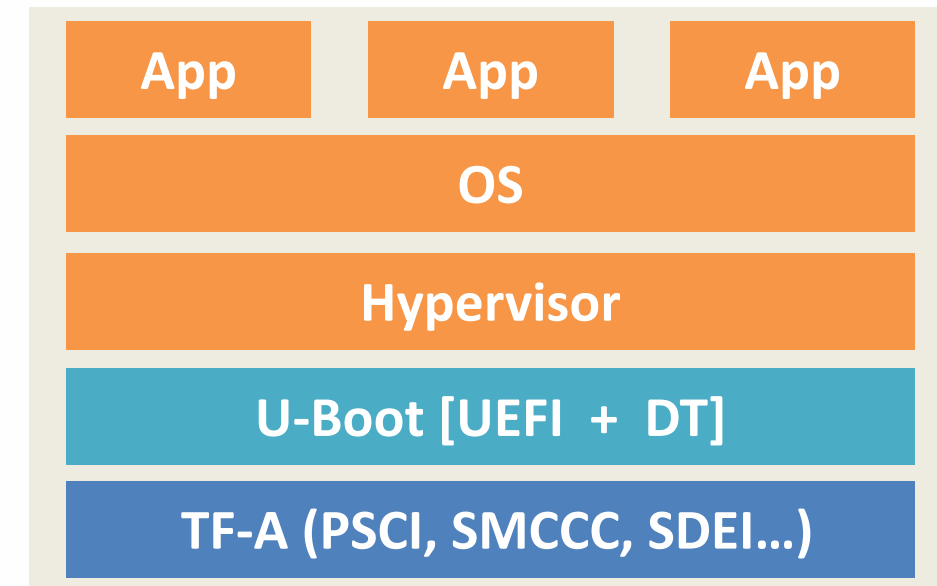 App App App
OS
Hypervisor
U-Boot [UEFI + DT]
TF-A (PSCI, SMCCC, SDEI...)